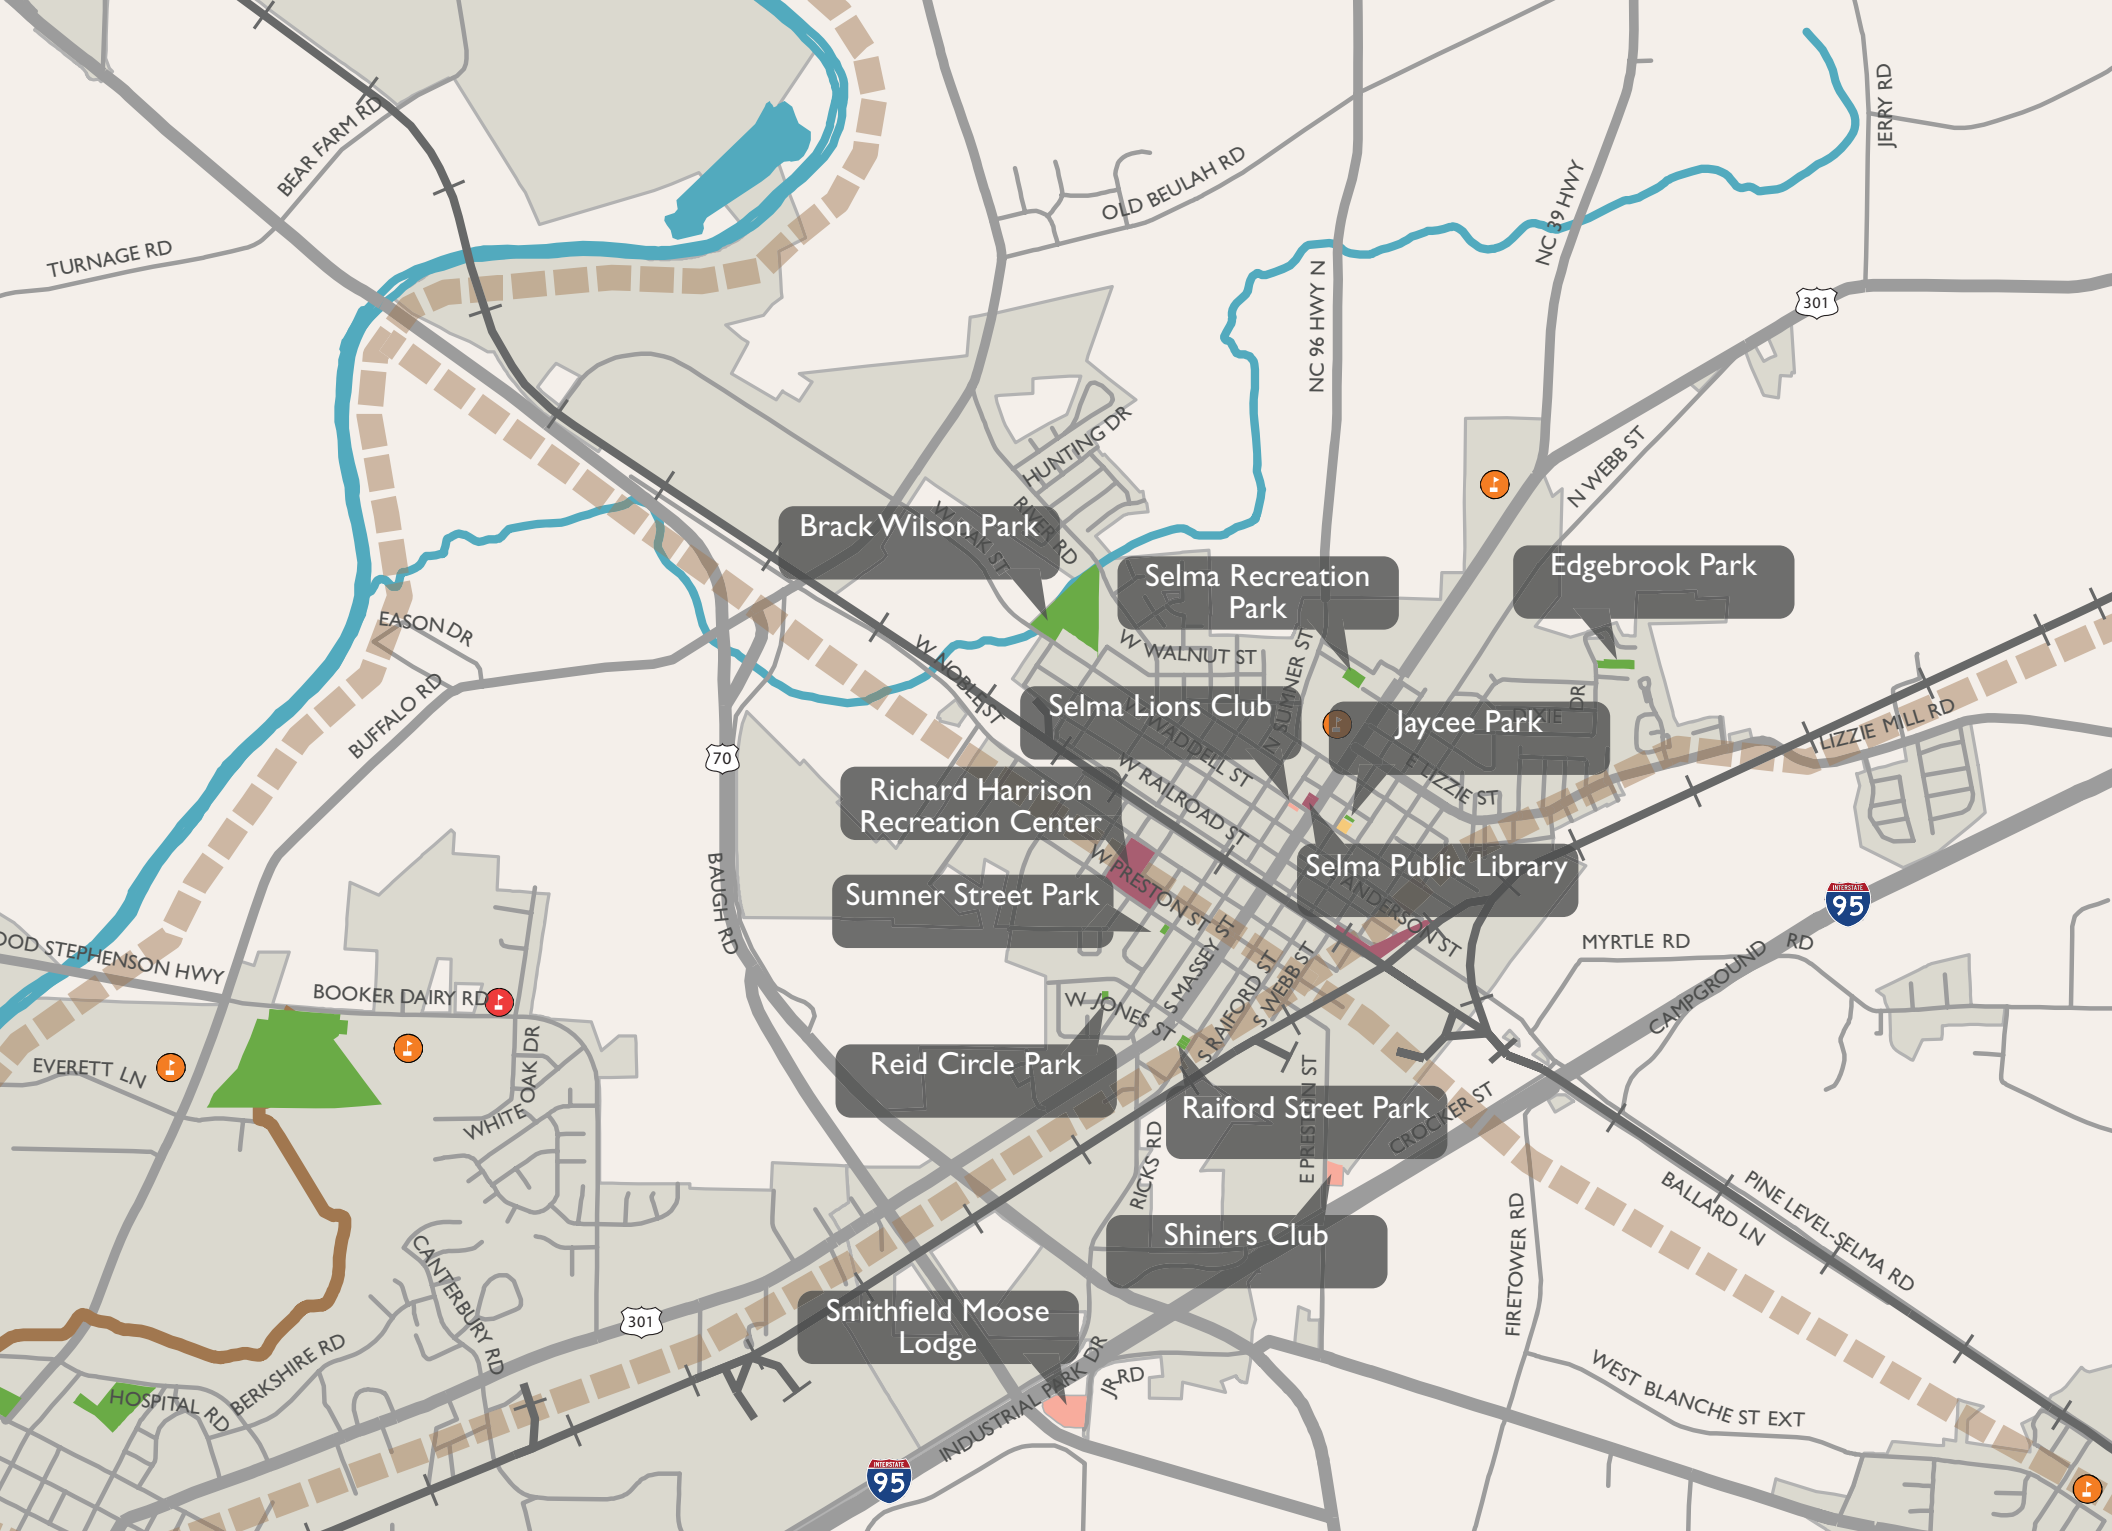 BEAR FARM RD
TURNAGE RD
OLD BEULAH RD
JERRY RD
NC 39 HWY
NC 96 HWY N
301
HUNTING DR
N WEBB ST
RIVER RD
W OAK ST
Brack Wilson Park
Selma Recreation
Park
Edgebrook Park
EASON DR
BUFFALO RD
W NOBLE ST
W WALNUT ST
N SUMNER ST
Selma Lions Club
Jaycee Park
DIXIE
DR
LIZZIE MILL RD
70
W WADDELL ST
E LIZZIE ST
W RAILROAD ST
Richard Harrison
Recreation Center
W PRESTON ST
Selma Public Library
ANDERSON ST
Sumner Street Park
BAUGH RD
95
INTERSTATE
MYRTLE RD
CAMPGROUND RD
OOD STEPHENSON HWY
BOOKER DAIRY RD
S MASSEY ST
S RAIFORD ST
S WEBB ST
W JONES ST
Reid Circle Park
EVERETT LN
WHITE OAK DR
Raiford Street Park
E PRESTON ST
CROCKER ST
RICKS RD
Shiners Club
FIRETOWER RD
BALLARD LN
PINE LEVEL-SELMA RD
CANTERBURY RD
301
Smithfield Moose
Lodge
BERKSHIRE RD
HOSPITAL RD
INDUSTRIAL PARK DR
JR RD
WEST BLANCHE ST EXT
INTERSTATE
95